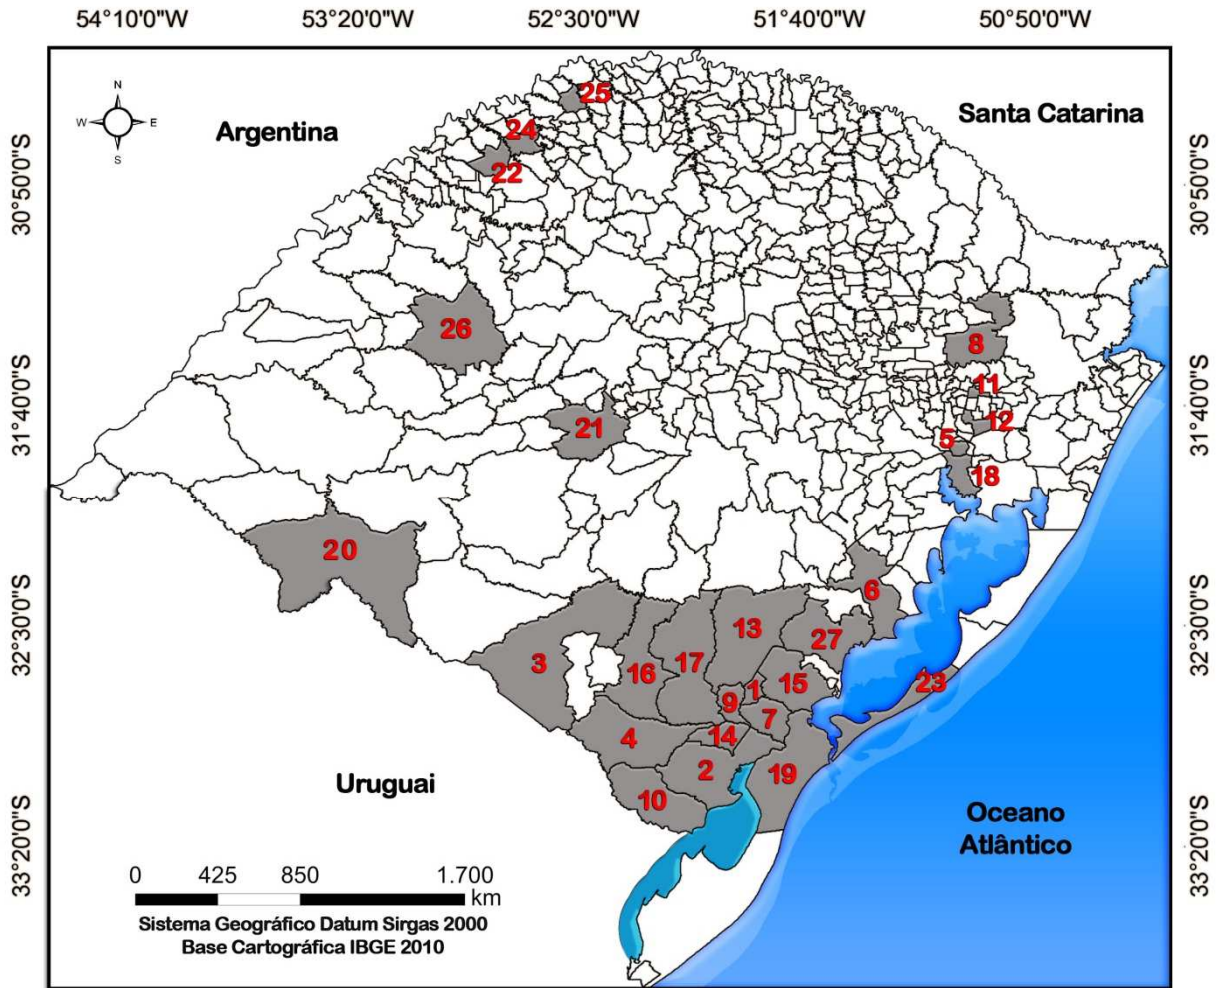 54°10'0"W 53°20'0"W 52°30'0"W 51°40'0"W 50°50'0"W
N
W E
S
Argentina
Santa Catarina
25
24
22
30°50'0"S
30°50'0"S
26
8
11
31°40'0"S
31°40'0"S
21
12
5
18
20
6
32°30'0"S
32°30'0"S
13
27
3
16
17
15
1
23
9
7
4
14
2
19
10
Uruguai
Oceano
Atlântico
33°20'0"S
33°20'0"S
0 425 850 1.700
km
Sistema Geográfico Datum Sirgas 2000
Base Cartográfica IBGE 2010